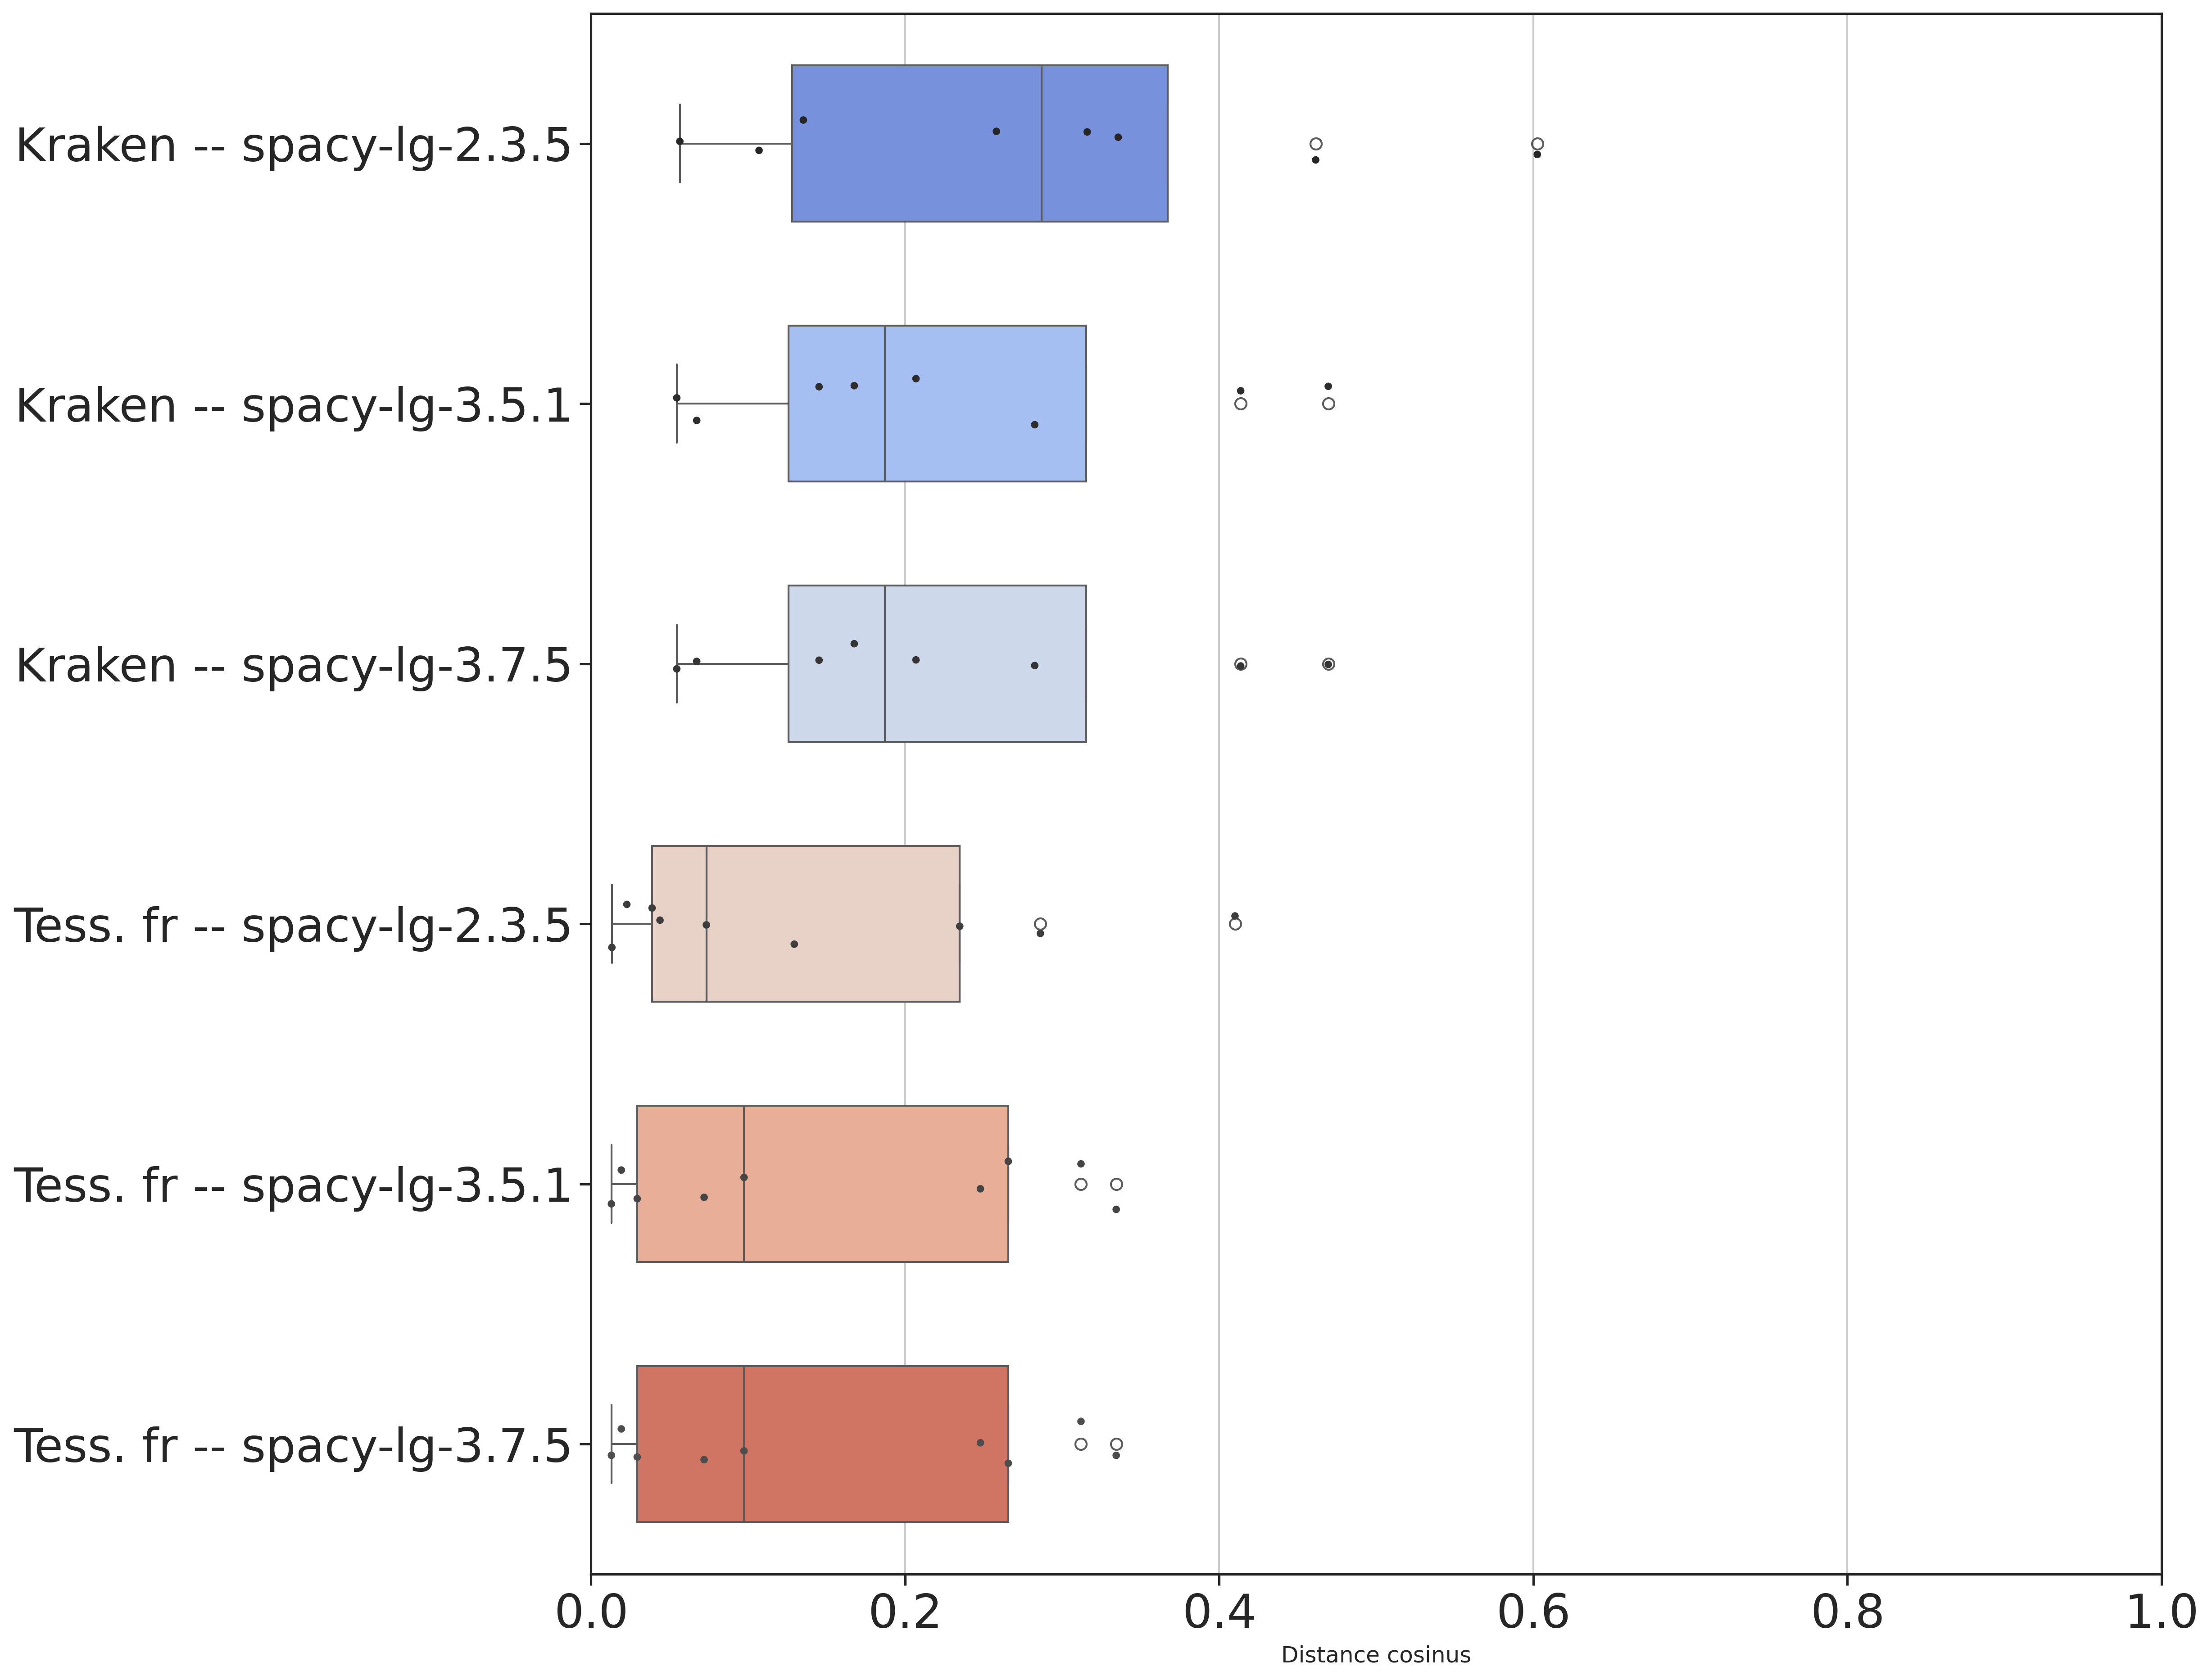 Kraken -- spacy-lg-2.3.5
Kraken -- spacy-lg-3.5.1
Kraken -- spacy-lg-3.7.5
Tess. fr -- spacy-lg-2.3.5
Tess. fr -- spacy-lg-3.5.1
Tess. fr -- spacy-lg-3.7.5
0.0 0.2 0.4 0.6 0.8 1.0
Distance cosinus